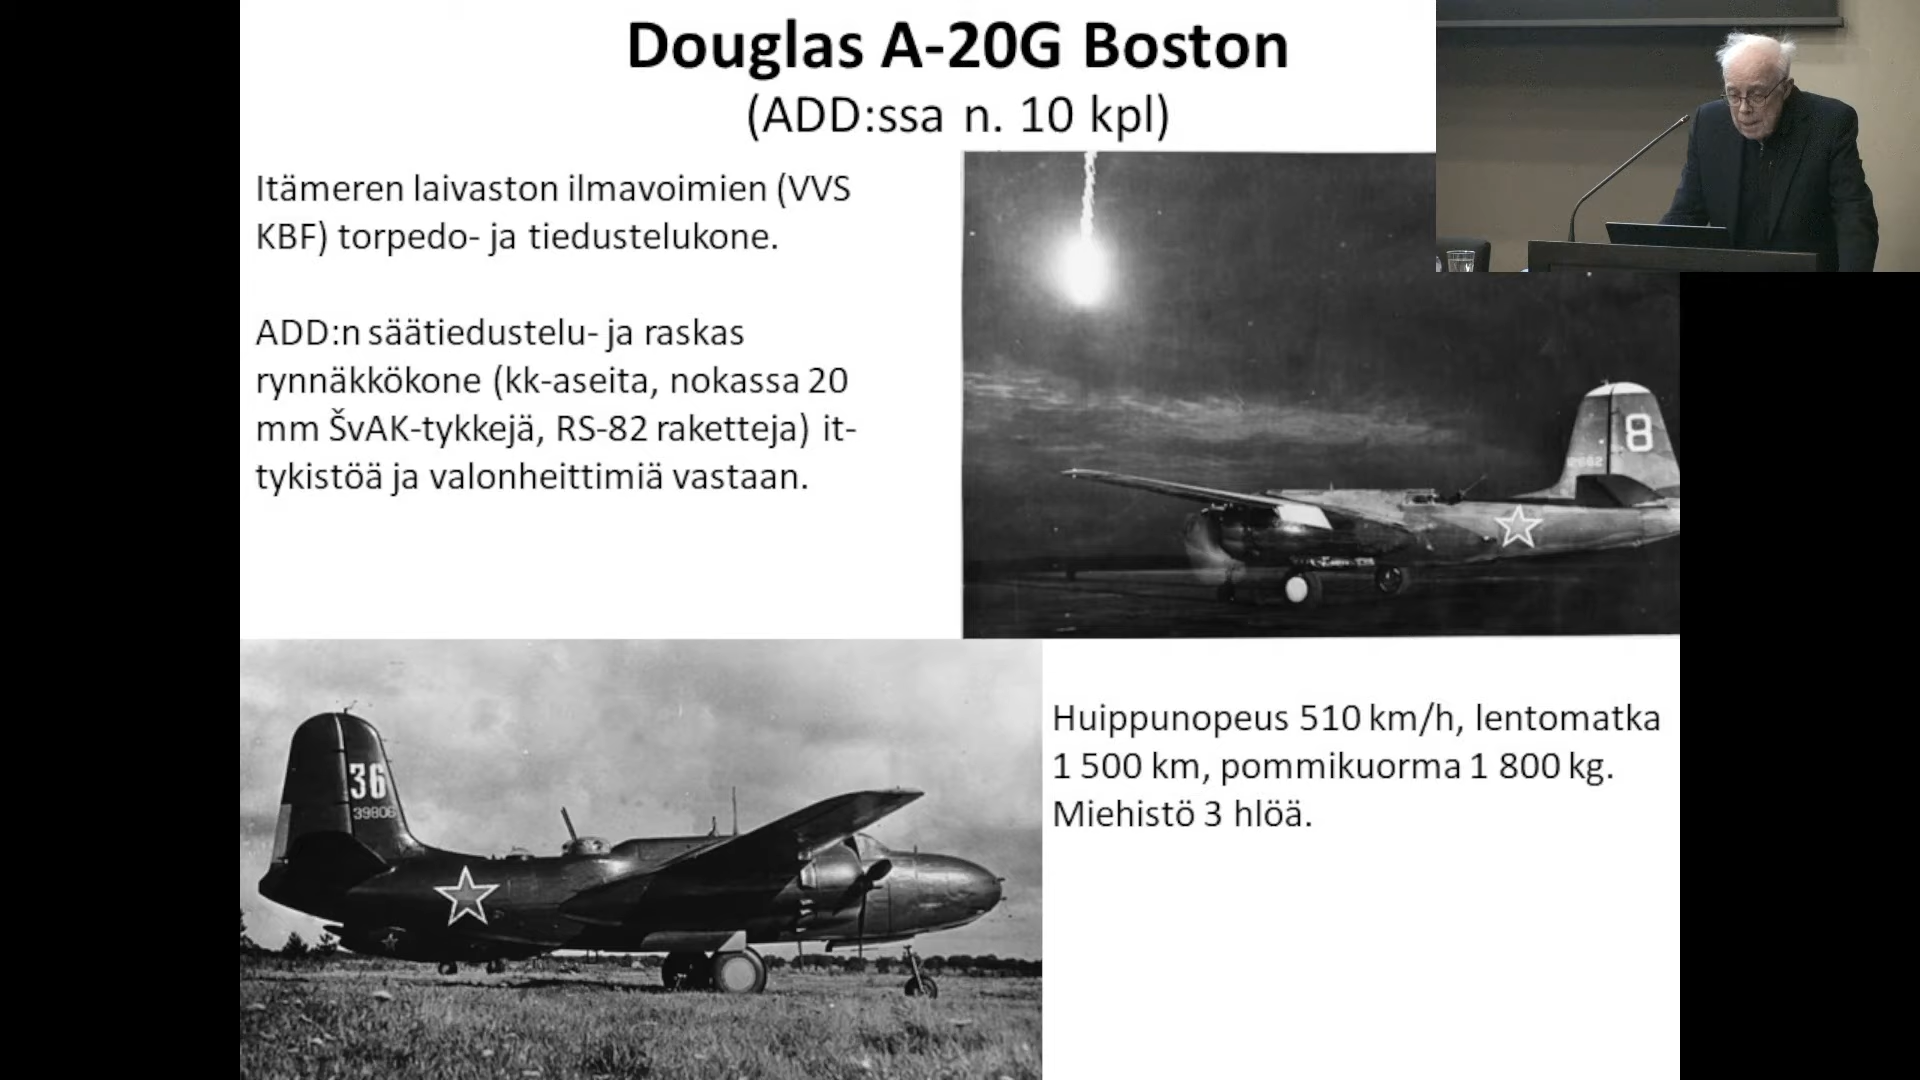 Douglas A-20G Boston
(ADD:ssa n. 10 kpl)
Itämeren laivaston ilmavoimien (VVS
KBF) torpedo- ja tiedustelukone.
ADD:n säätiedustelu- ja raskas
rynnäkkökone (kk-aseita, nokassa 20
mm ŠvAK-tykkejä, RS-82 raketteja) it-
tykistöä ja valonheittimiä vastaan.
8
36
39806
Huippunopeus 510 km/h, lentomatka
1 500 km, pommikuorma 1 800 kg.
Miehistö 3 hlöä.